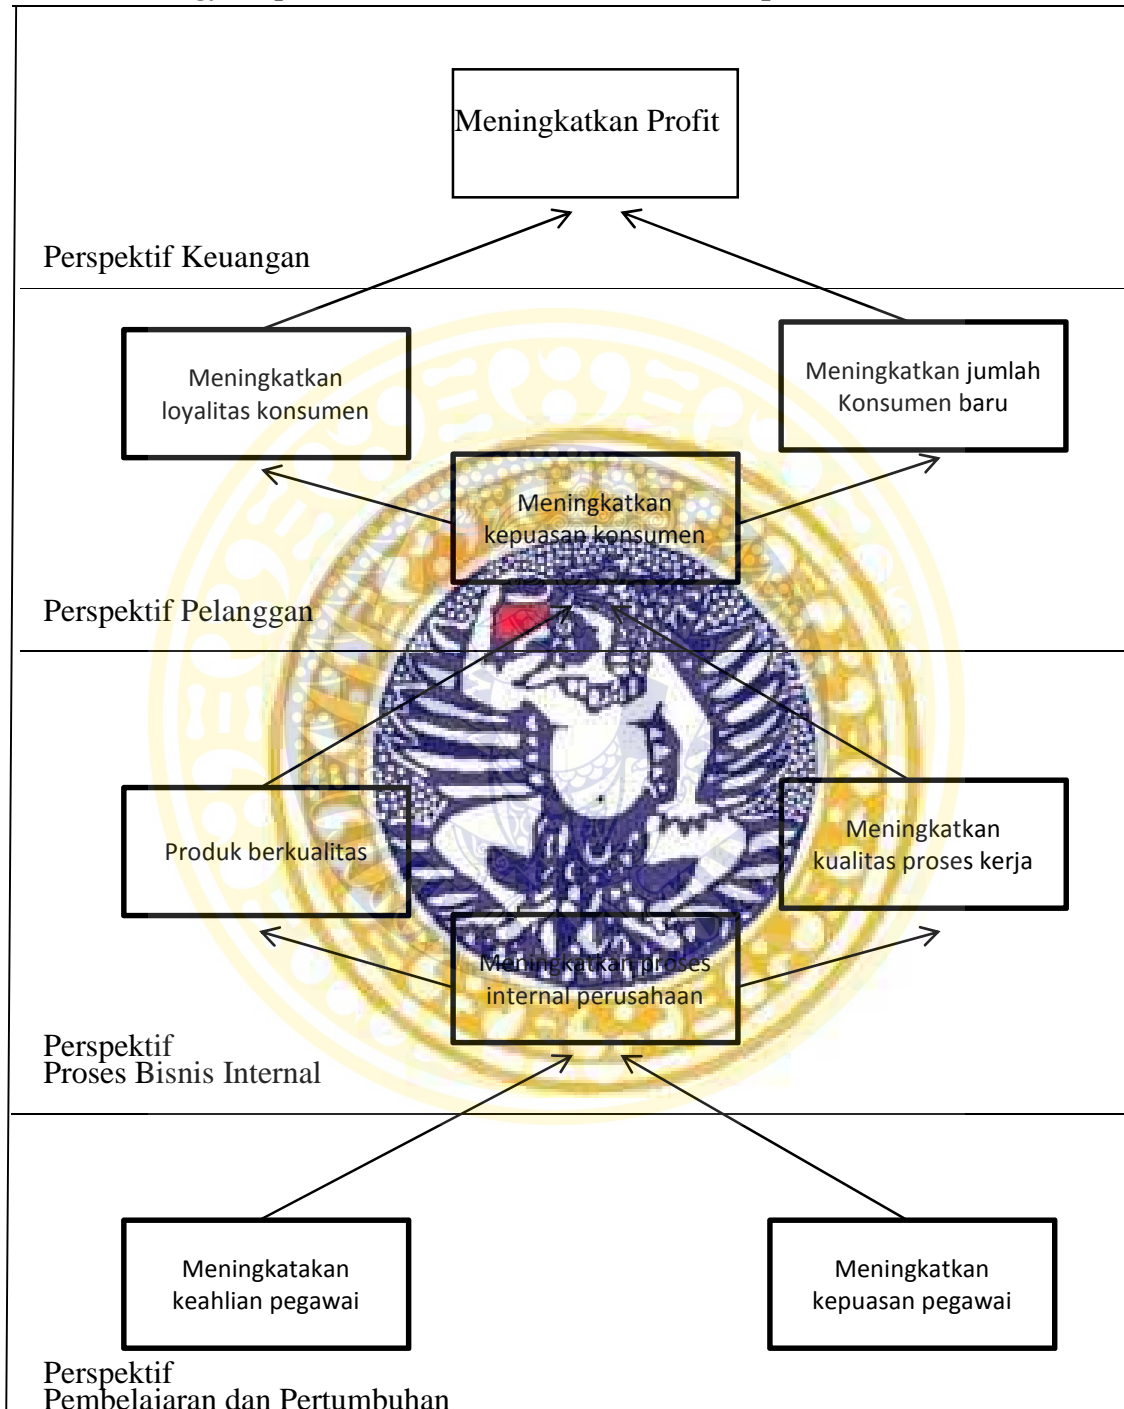 Meningkatkan Profit
Perspektif Keuangan
Meningkatkan
loyalitas konsumen
Meningkatkan jumlah
Konsumen baru
Meningkatkan
kepuasan konsumen
Perspektif Pelanggan
Produk berkualitas
Meningkatkan
kualitas proses kerja
Meningkatkan proses
internal perusahaan
Perspektif
Proses Bisnis Internal
Meningkatakan
keahlian pegawai
Meningkatkan
kepuasan pegawai
Perspektif
Pembelajaran dan Pertumbuhan